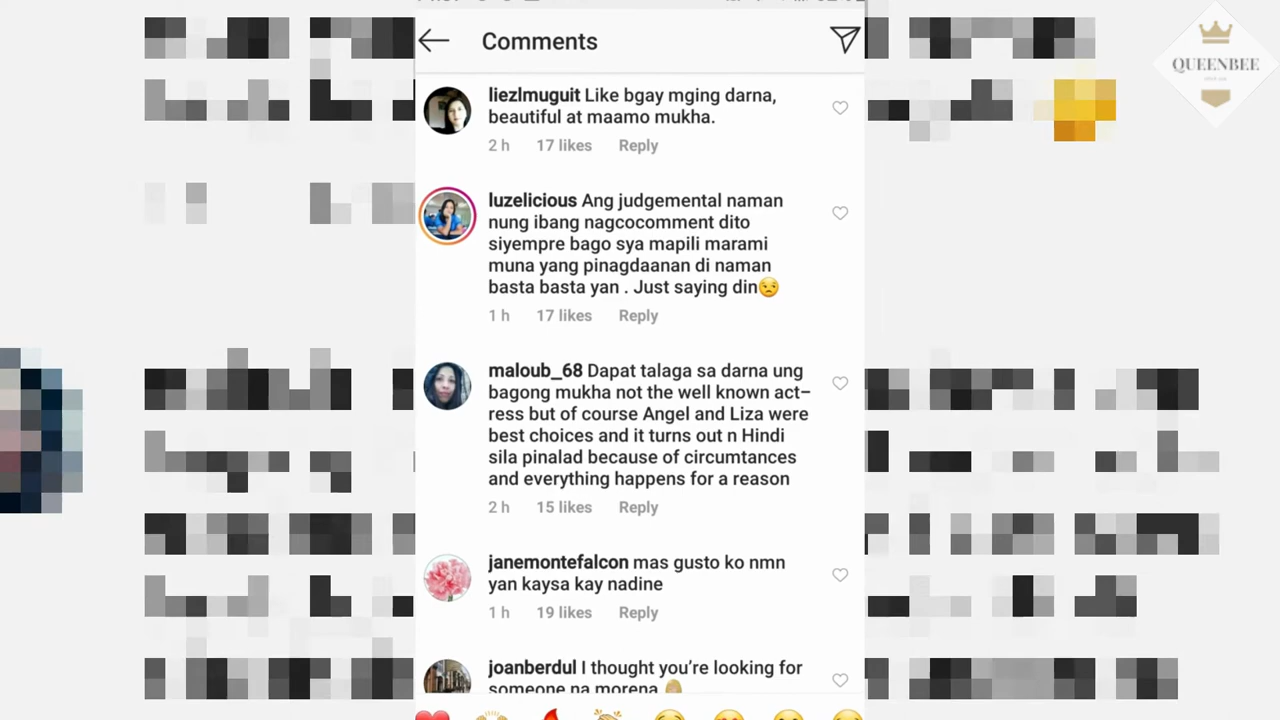 Comments
QUEENBEE
liezlmuguit Like bgay mging darna,
beautiful at maamo mukha.
2 h 17 likes Reply
luzelicious Ang judgemental naman
nung ibang nagcocomment dito
siyempre bago sya mapili marami
muna yang pinagdaanan di naman
basta basta yan . Just saying din😒
1 h 17 likes Reply
maloub_68 Dapat talaga sa darna ung
bagong mukha not the well known act–
ress but of course Angel and Liza were
best choices and it turns out n Hindi
sila pinalad because of circumtances
and everything happens for a reason
2 h 15 likes Reply
janemontefalcon mas gusto ko nmn
yan kaysa kay nadine
1 h 19 likes Reply
joanberdul I thought you're looking for
someone na morena